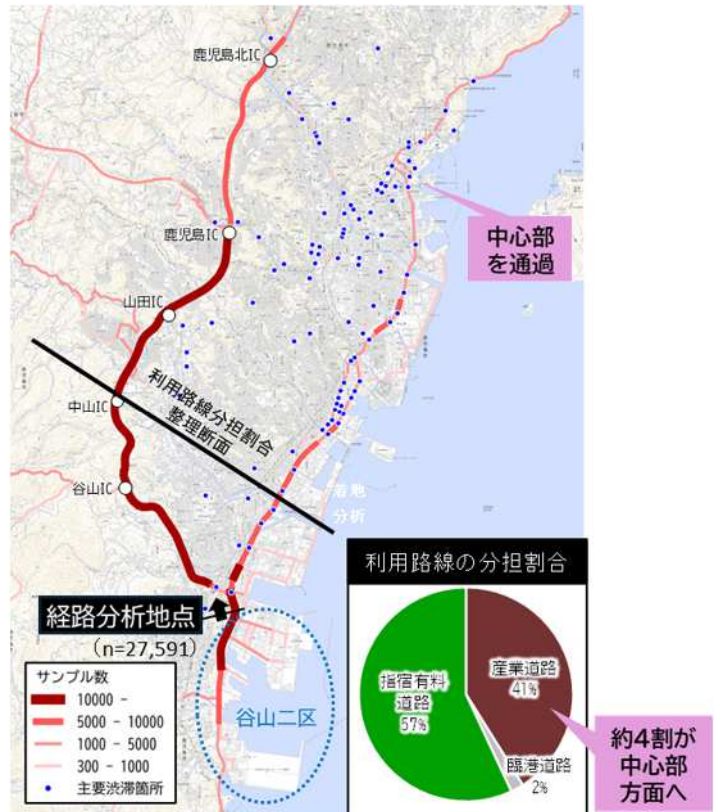 鹿児島北IC
中心部
を通過
鹿児島IC
山田IC
利用路線分担割合
整理断面
中山IC
谷山IC
着地
分析
利用路線の分担割合
経路分析地点
(n=27,591)
サンプル数
10000 -
5000 - 10000
1000 - 5000
300 - 1000
主要渋滞箇所
谷山二区
指宿有料
道路
57%
産業道路
41%
臨港道路
2%
約4割が
中心部
方面へ